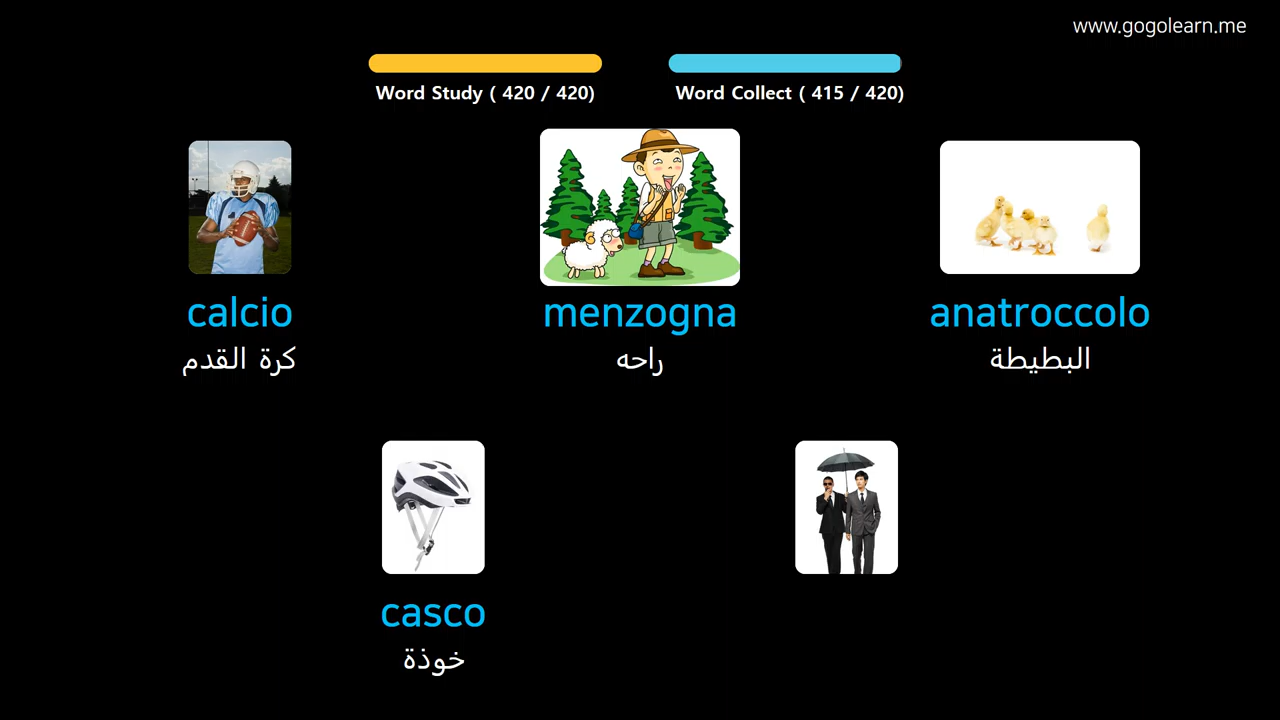 www.gogolearn.me
Word Study ( 420 / 420)
Word Collect ( 415 / 420)
calcio
menzogna
anatroccolo
كرة القدم
راحه
البطيطة
casco
خوذة